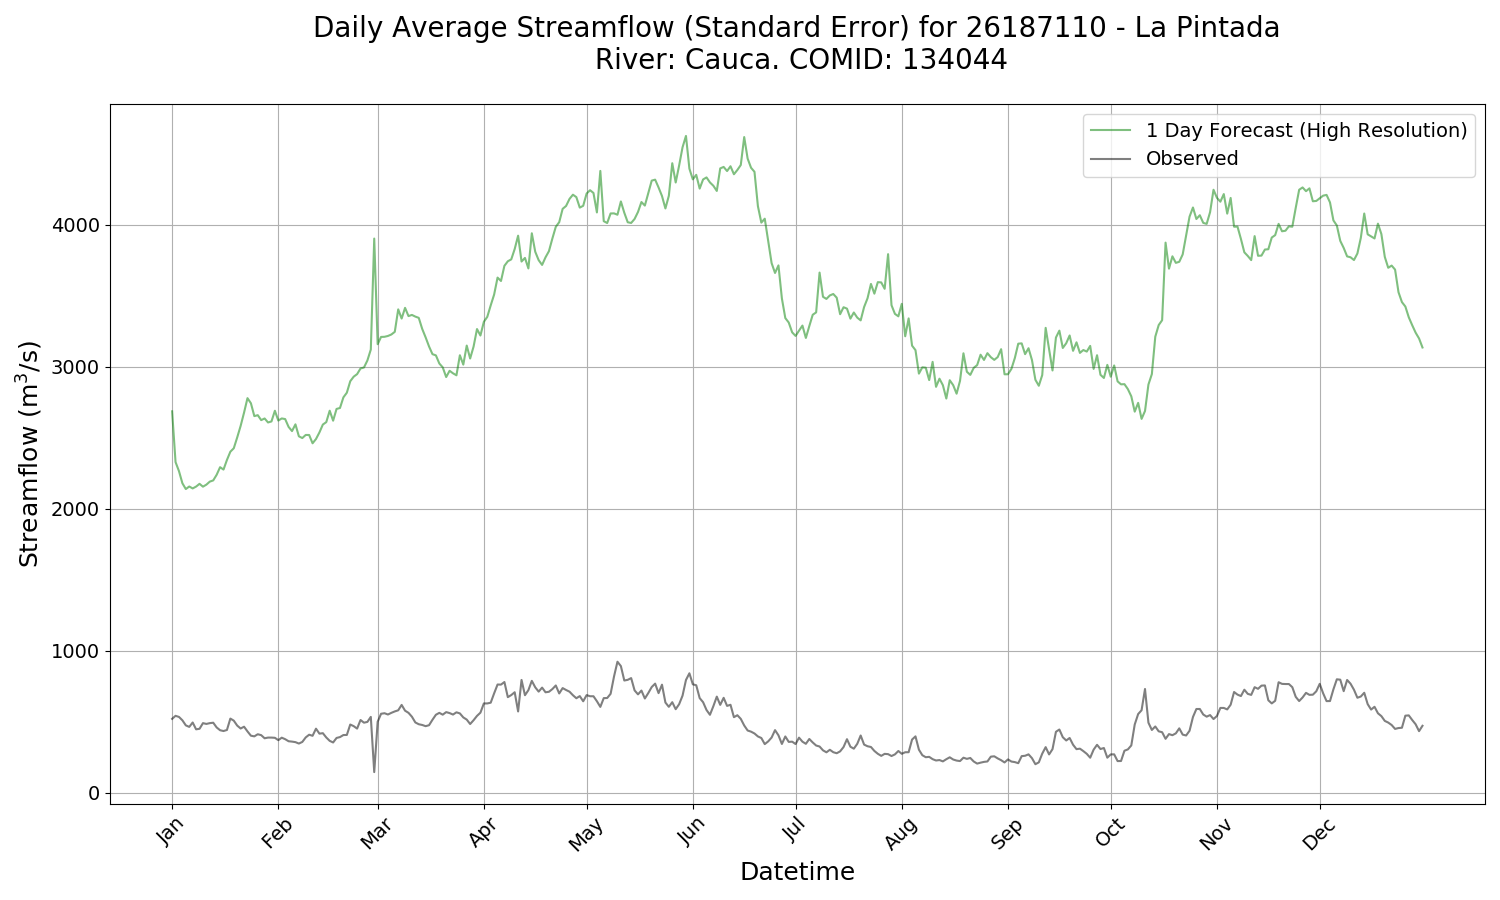 Daily Average Streamflow (Standard Error) for 26187110 - La Pintada
River: Cauca. COMID: 134044
1 Day Forecast (High Resolution)
Observed
Streamflow (m³/s)
4000
3000
2000
1000
0
Jan Feb Mar Apr May Jun Jul Aug Sep Oct Nov Dec
Datetime